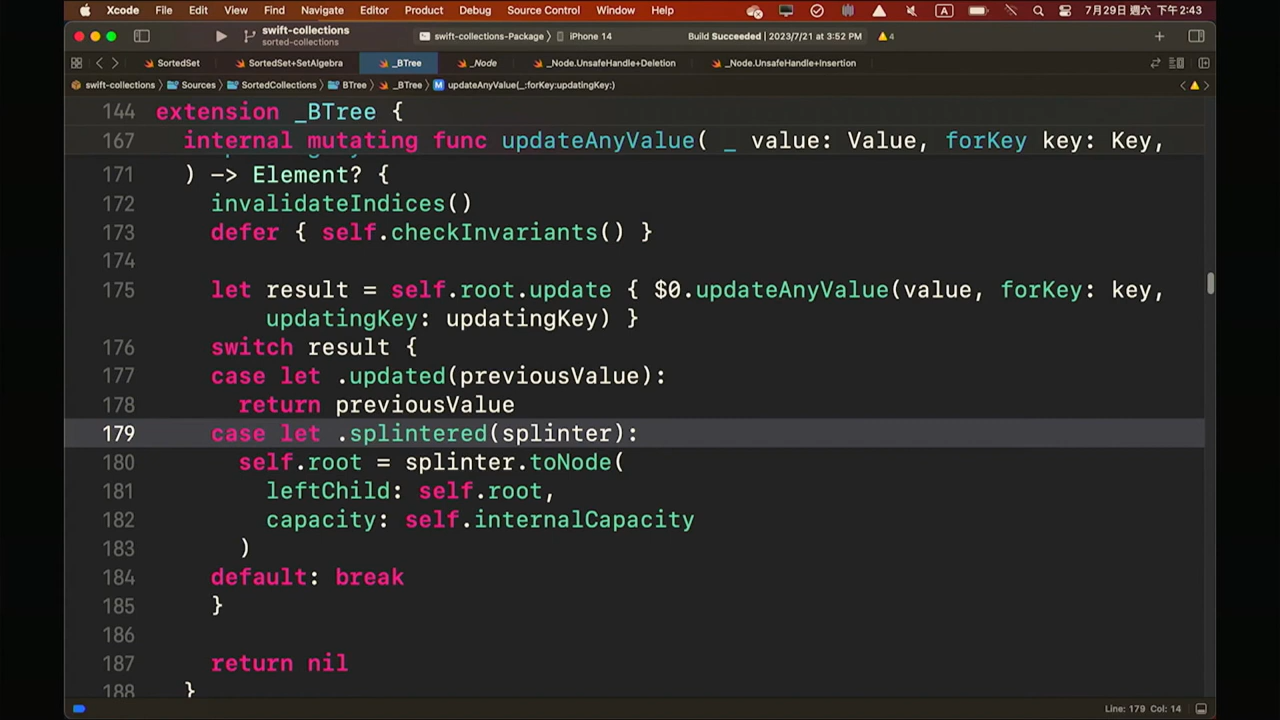 Xcode File Edit View Find Navigate Editor Product Debug Source Control Window Help A 7月29日 週六 下午 2:43
swift-collections
sorted-collections
swift-collections-Package 〉 iPhone 14
Build Succeeded | 2023/7/21 at 3:52 PM 4
SortedSet SortedSet+SetAlgebra _BTree _Node _Node.UnsafeHandle+Deletion _Node.UnsafeHandle+Insertion
swift-collections 〉 Sources 〉 SortedCollections 〉 BTree 〉 _BTree 〉 M updateAnyValue(_:forKey:updatingKey:)
144 extension _BTree {
167 internal mutating func updateAnyValue( _ value: Value, forKey key: Key,
171 ) -> Element? {
172 invalidateIndices()
173 defer { self.checkInvariants() }
174
175 let result = self.root.update { $0.updateAnyValue(value, forKey: key,
updatingKey: updatingKey) }
176 switch result {
177 case let .updated(previousValue):
178 return previousValue
179 case let .splintered(splinter):
180 self.root = splinter.toNode(
181 leftChild: self.root,
182 capacity: self.internalCapacity
183 )
184 default: break
185 }
186
187 return nil
188 }
Line: 179 Col: 14